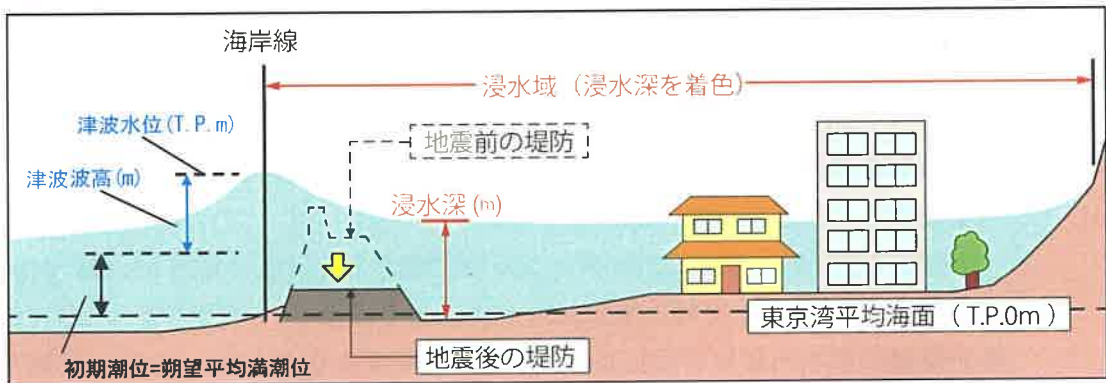 海岸線
浸水域（浸水深を着色）
津波水位(T.P.m)
地震前の堤防
津波波高(m)
浸水深(m)
東京湾平均海面（T.P.0m）
地震後の堤防
初期潮位=朔望平均満潮位